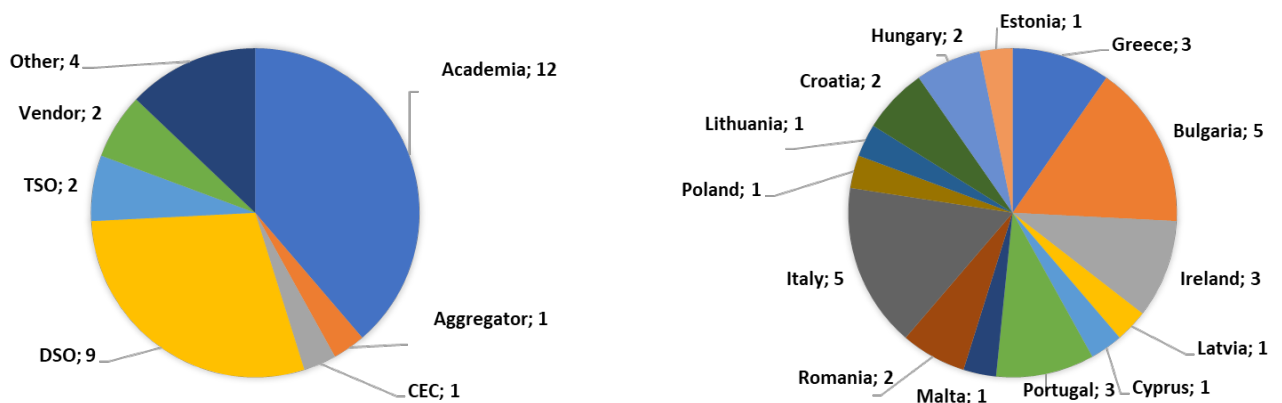 Other; 4
Academia; 12
Vendor; 2
TSO; 2
Aggregator; 1
DSO; 9
CEC; 1
Estonia; 1
Hungary; 2
Greece; 3
Croatia; 2
Lithuania; 1
Bulgaria; 5
Poland; 1
Italy; 5
Ireland; 3
Latvia; 1
Romania; 2
Malta; 1
Portugal; 3
Cyprus; 1